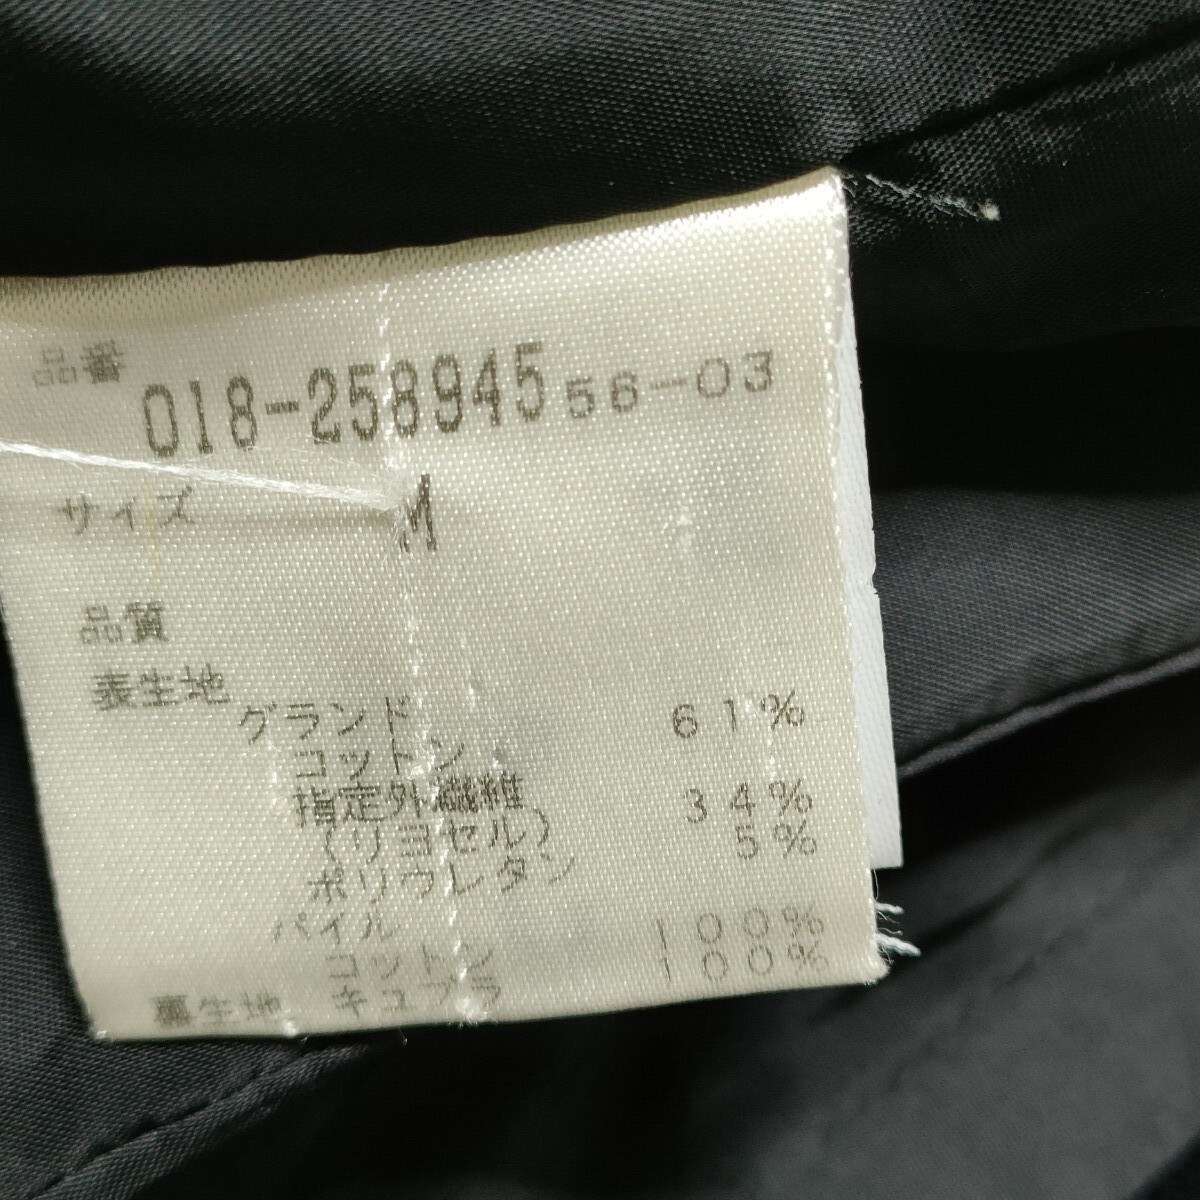 品番 018-258945 56-03
サイズ M
品質
表生地
グランド
コットン 61%
指定外繊維
(リヨセル) 34%
ポリウレタン 5%
パイル
コットン 100%
裏生地 キュプラ 100%